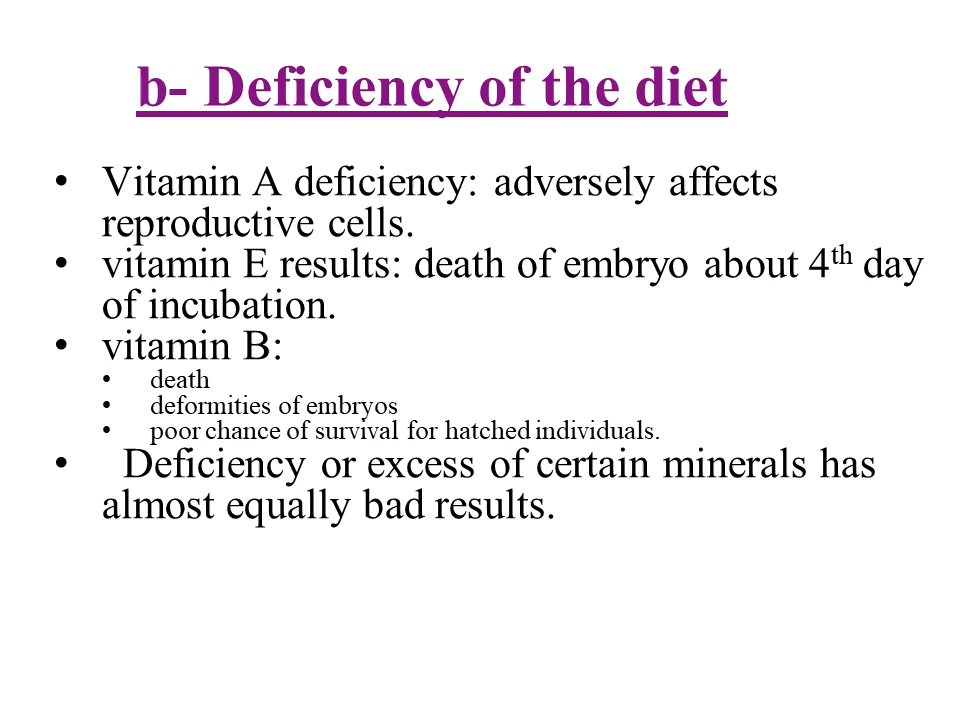 b- Deficiency of the diet
• Vitamin A deficiency: adversely affects
reproductive cells.
• vitamin E results: death of embryo about 4th day
of incubation.
• vitamin B:
• death
• deformities of embryos
• poor chance of survival for hatched individuals.
• Deficiency or excess of certain minerals has
almost equally bad results.